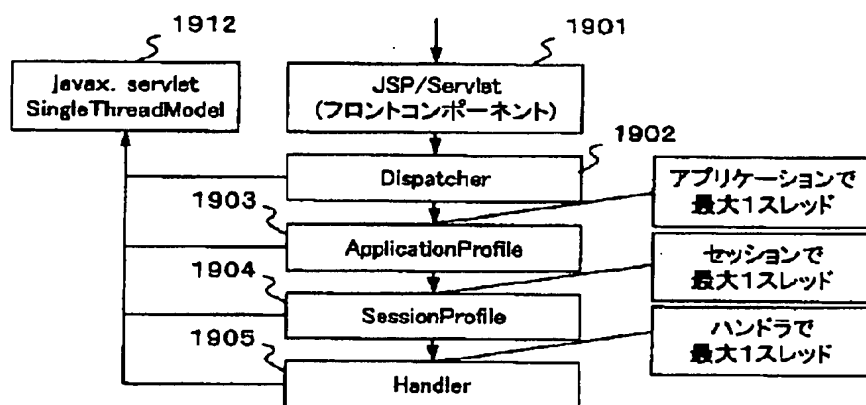 1912
javax. servlet
SingleThreadModel
1901
JSP/Servlet
(フロントコンポーネント)
1902
Dispatcher
アプリケーションで
最大1スレッド
1903
ApplicationProfile
セッションで
最大1スレッド
1904
SessionProfile
ハンドラで
最大1スレッド
1905
Handler